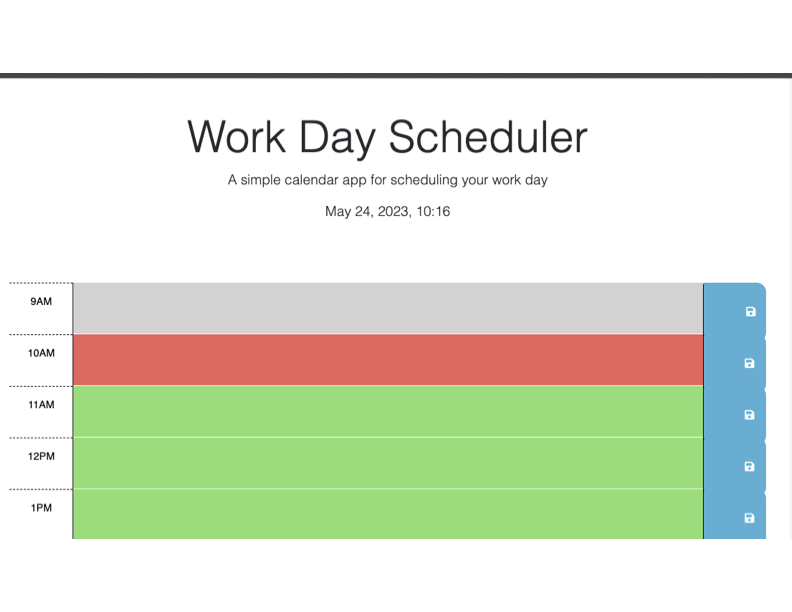 Work Day Scheduler
A simple calendar app for scheduling your work day
May 24, 2023, 10:16
9AM
10AM
11AM
12PM
1PM